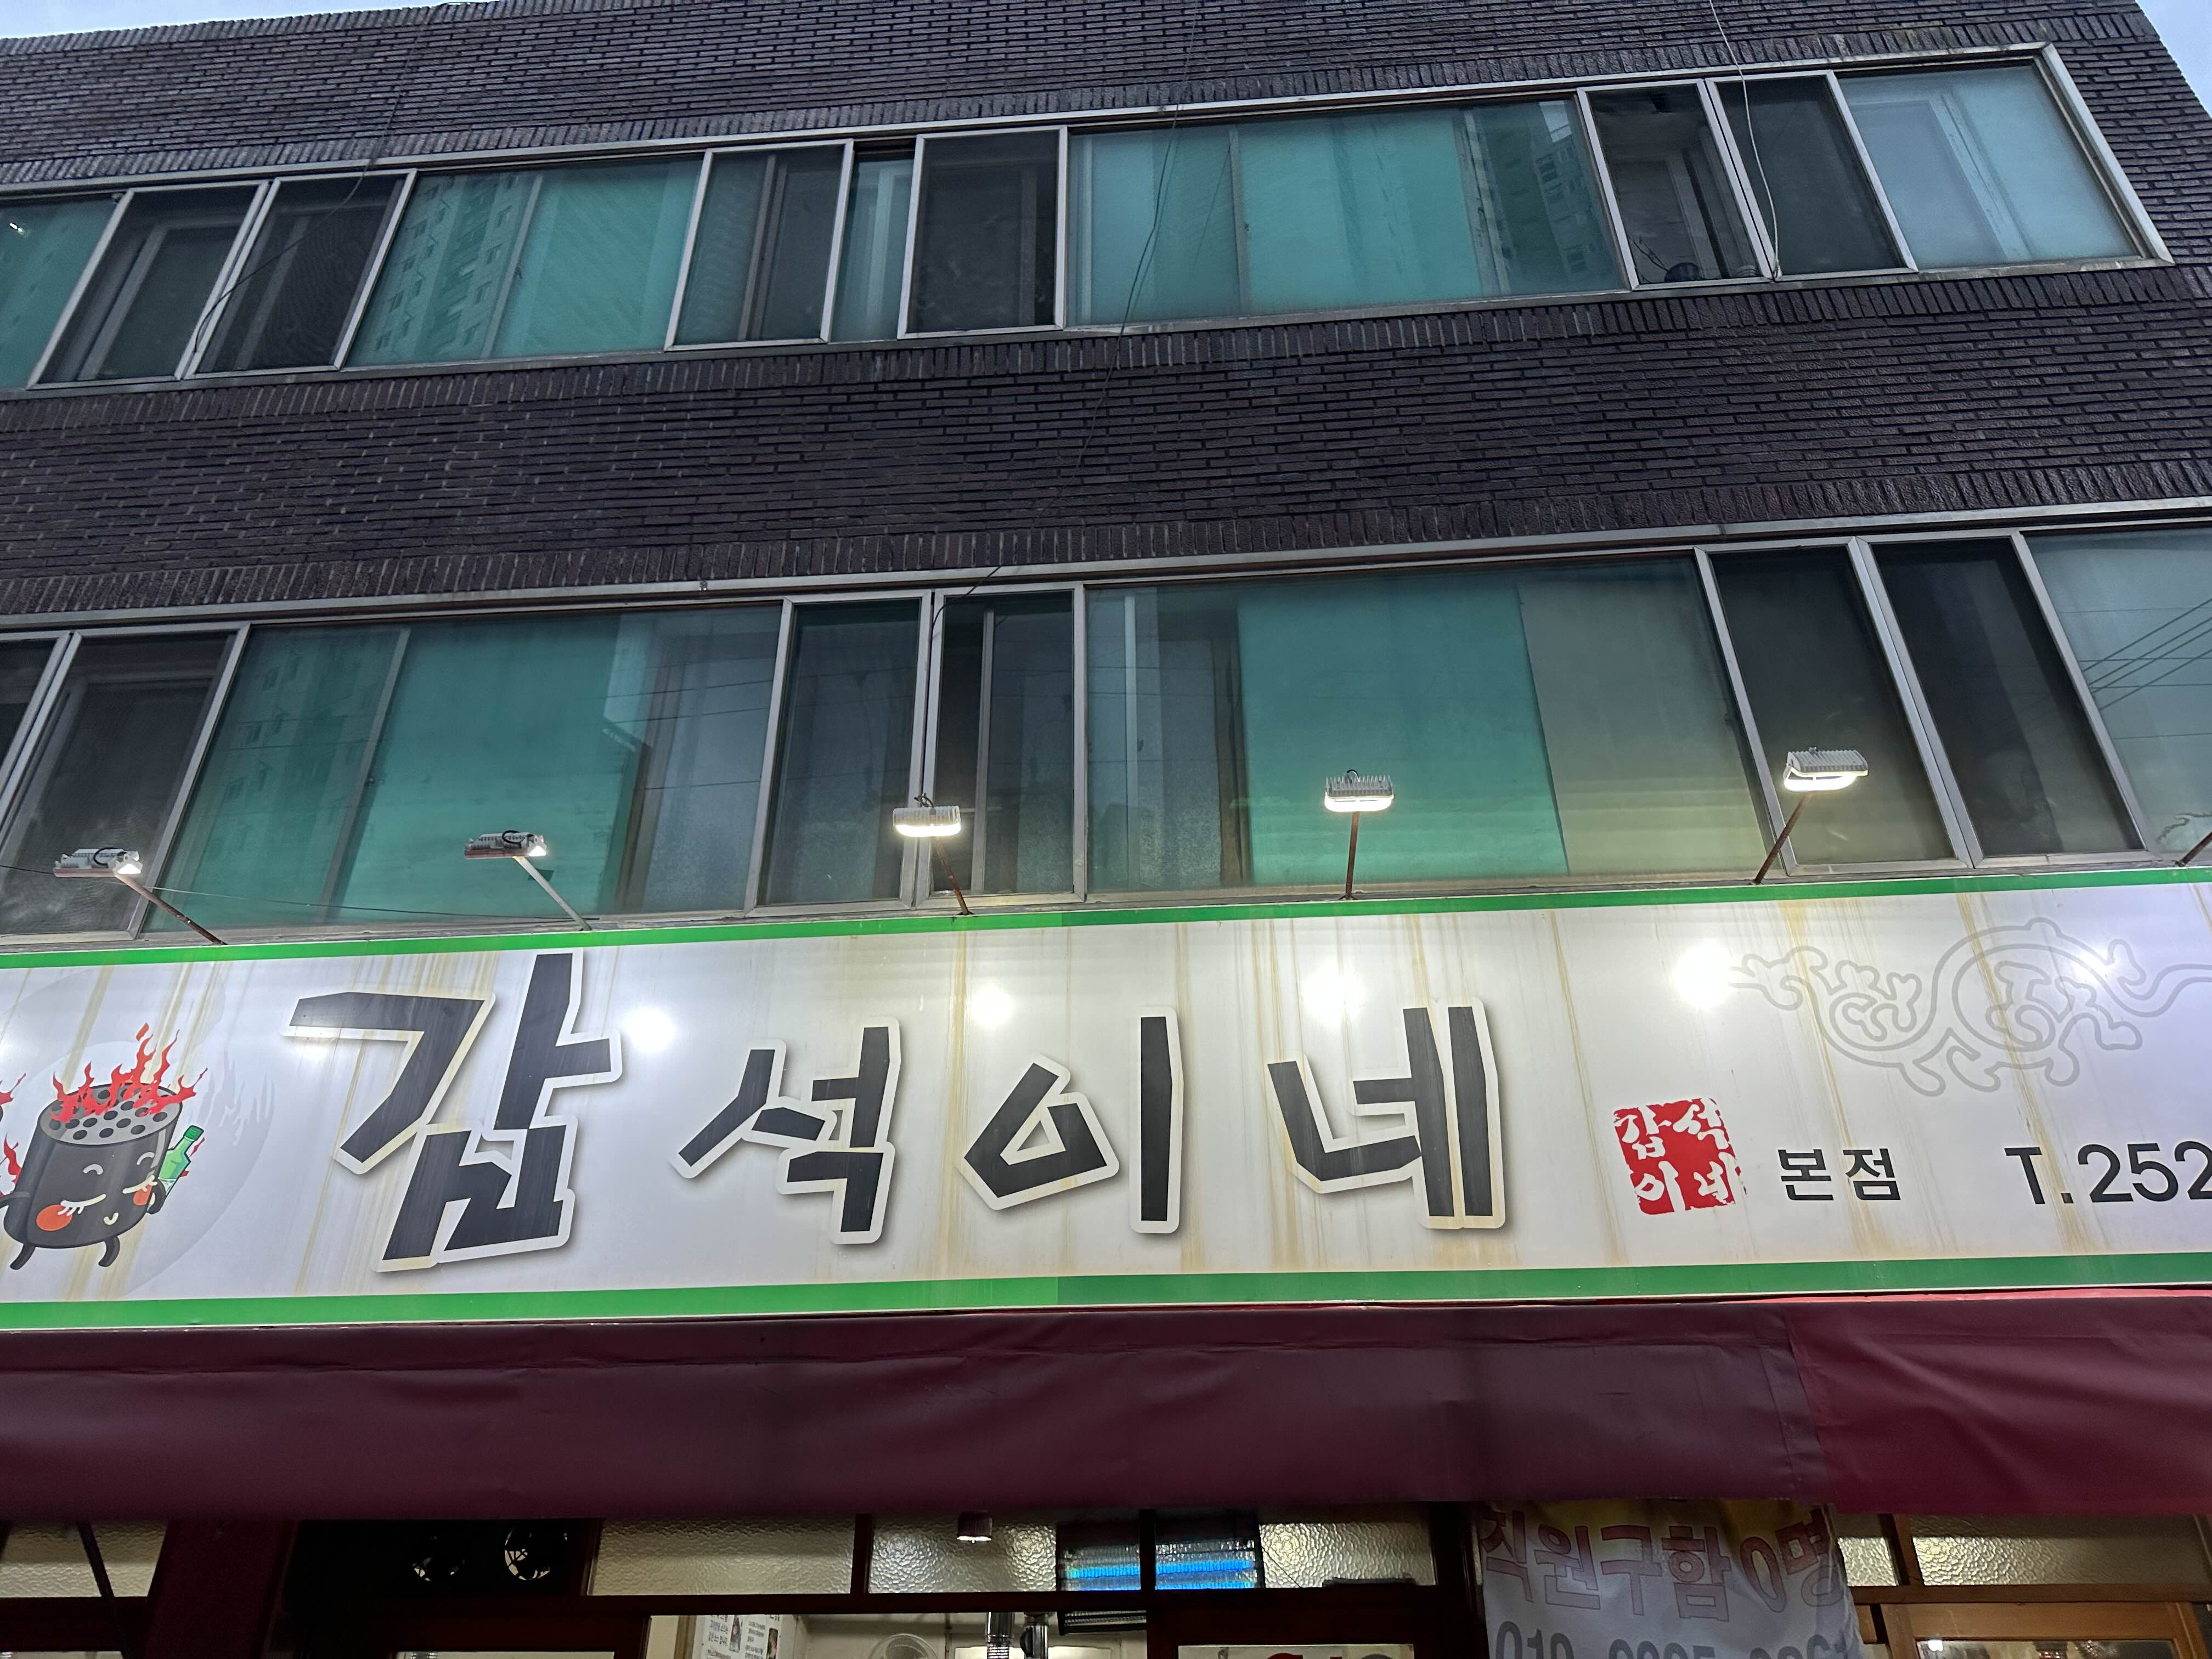 갑석이네
갑석
이네
본점
T.252
직원구함 0명